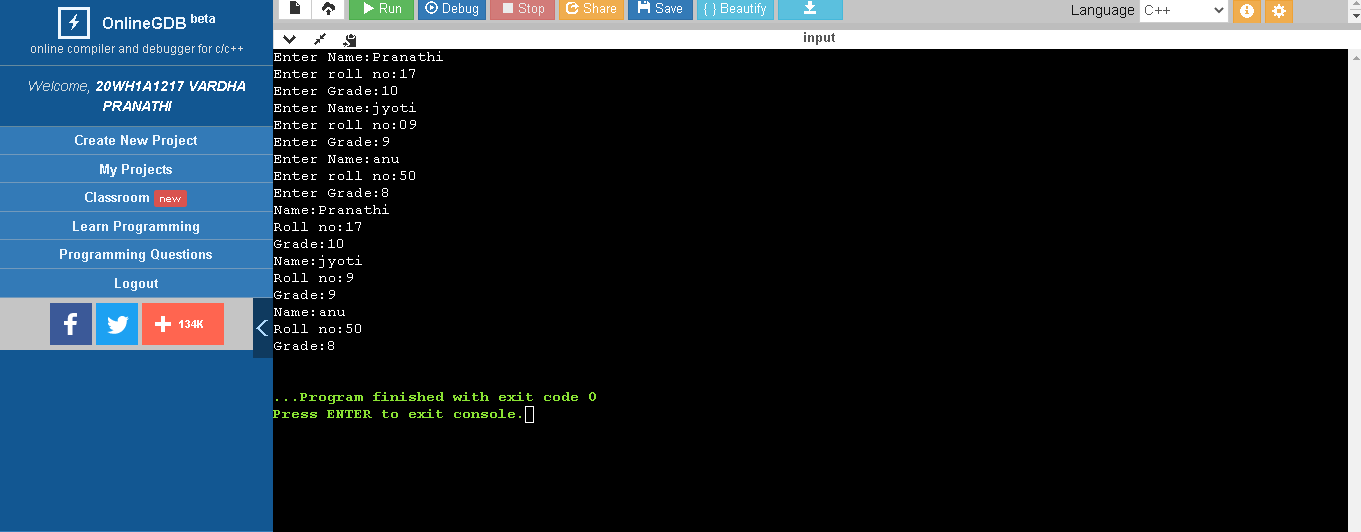 OnlineGDB beta
online compiler and debugger for c/c++
Welcome, 20WH1A1217 VARDHA
PRANATHI
Create New Project
My Projects
Classroom new
Learn Programming
Programming Questions
Logout
134K
Run Debug Stop Share Save { } Beautify Language C++
input
Enter Name:Pranathi
Enter roll no:17
Enter Grade:10
Enter Name:jyoti
Enter roll no:09
Enter Grade:9
Enter Name:anu
Enter roll no:50
Enter Grade:8
Name:Pranathi
Roll no:17
Grade:10
Name:jyoti
Roll no:9
Grade:9
Name:anu
Roll no:50
Grade:8
...Program finished with exit code 0
Press ENTER to exit console.